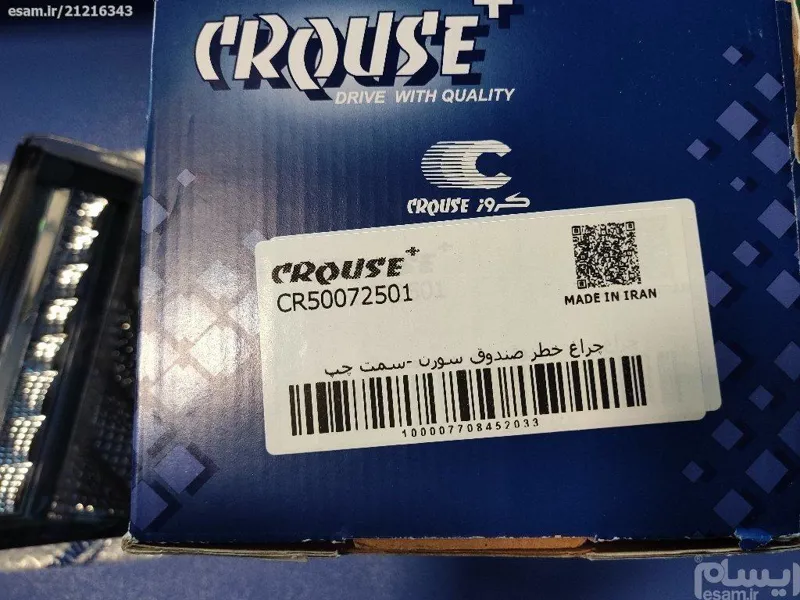 esam.ir/21216343
CROUSE+
DRIVE WITH QUALITY
C
CROUSE کروز
CROUSE+
CR50072501
MADE IN IRAN
چراغ خطر صندوق سورن -سمت چپ
100007708452033
ایسام
esam.ir